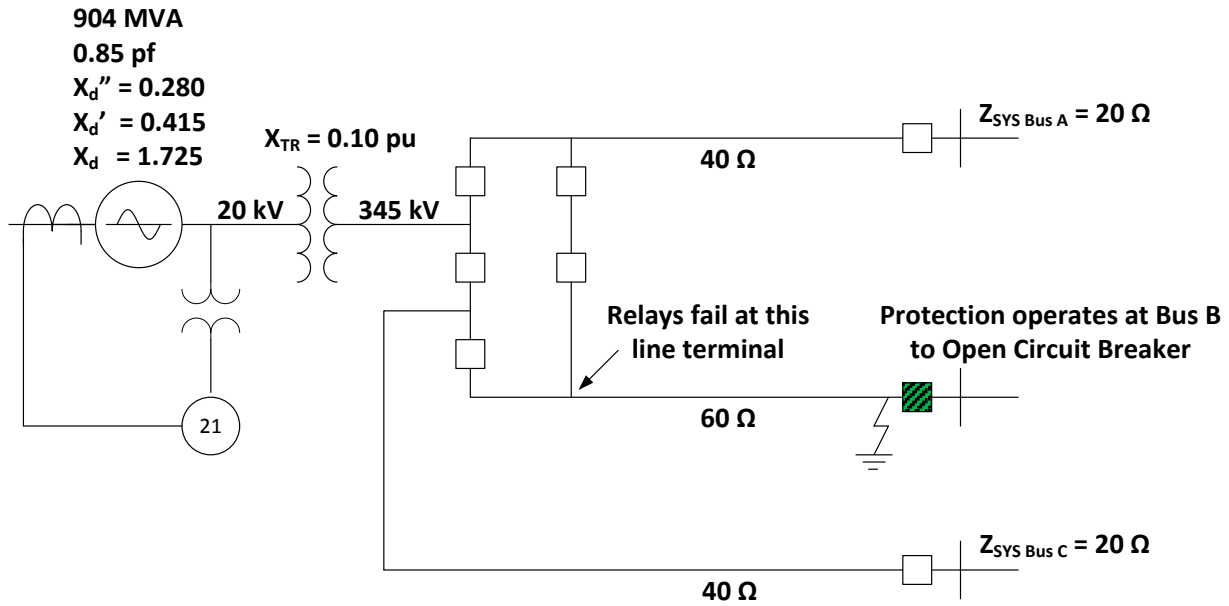 904 MVA
0.85 pf
Xd" = 0.280
Xd' = 0.415
Xd = 1.725
XTR = 0.10 pu
20 kV
345 kV
21
40 Ω
ZSYS Bus A = 20 Ω
Relays fail at this
line terminal
Protection operates at Bus B
to Open Circuit Breaker
60 Ω
ZSYS Bus C = 20 Ω
40 Ω